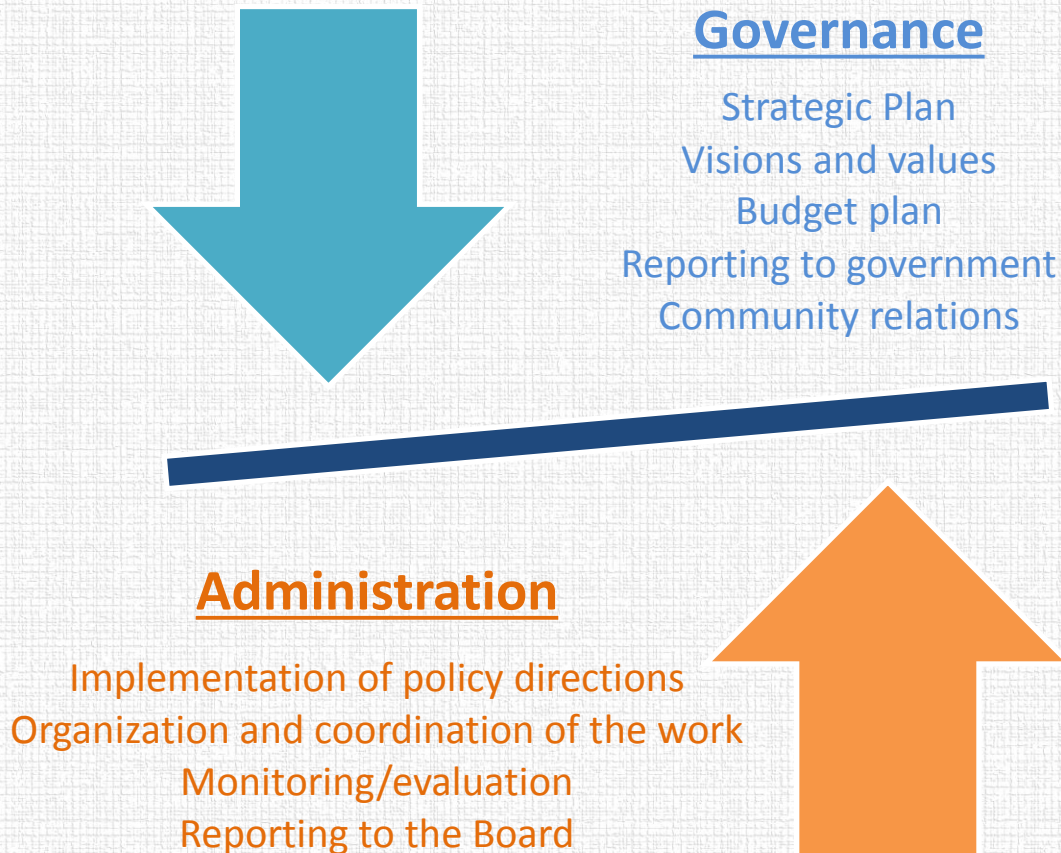 Governance
Strategic Plan
Visions and values
Budget plan
Reporting to government
Community relations
Administration
Implementation of policy directions
Organization and coordination of the work
Monitoring/evaluation
Reporting to the Board